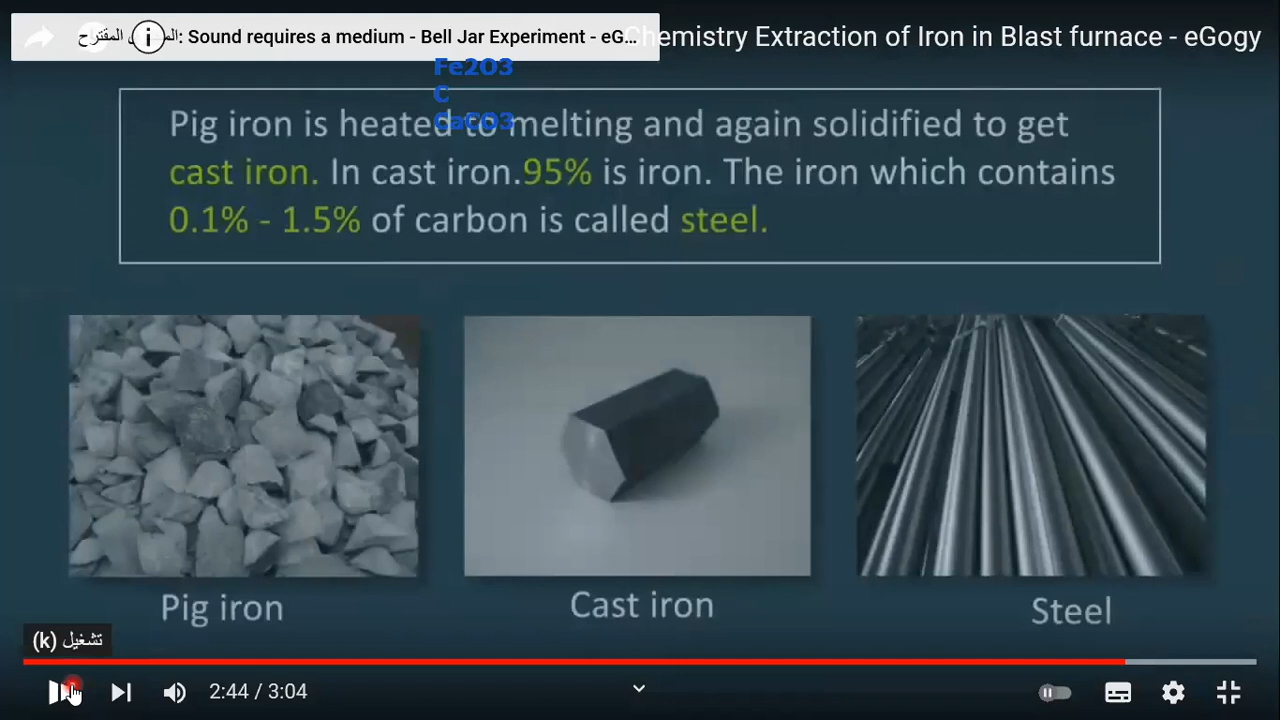 المقترح: Sound requires a medium - Bell Jar Experiment - eG...
Chemistry Extraction of Iron in Blast furnace - eGogy
Fe2O3
C
CaCO3
Pig iron is heated to melting and again solidified to get
cast iron. In cast iron.95% is iron. The iron which contains
0.1% - 1.5% of carbon is called steel.
Pig iron
Cast iron
Steel
تشغيل (k)
2:44 / 3:04